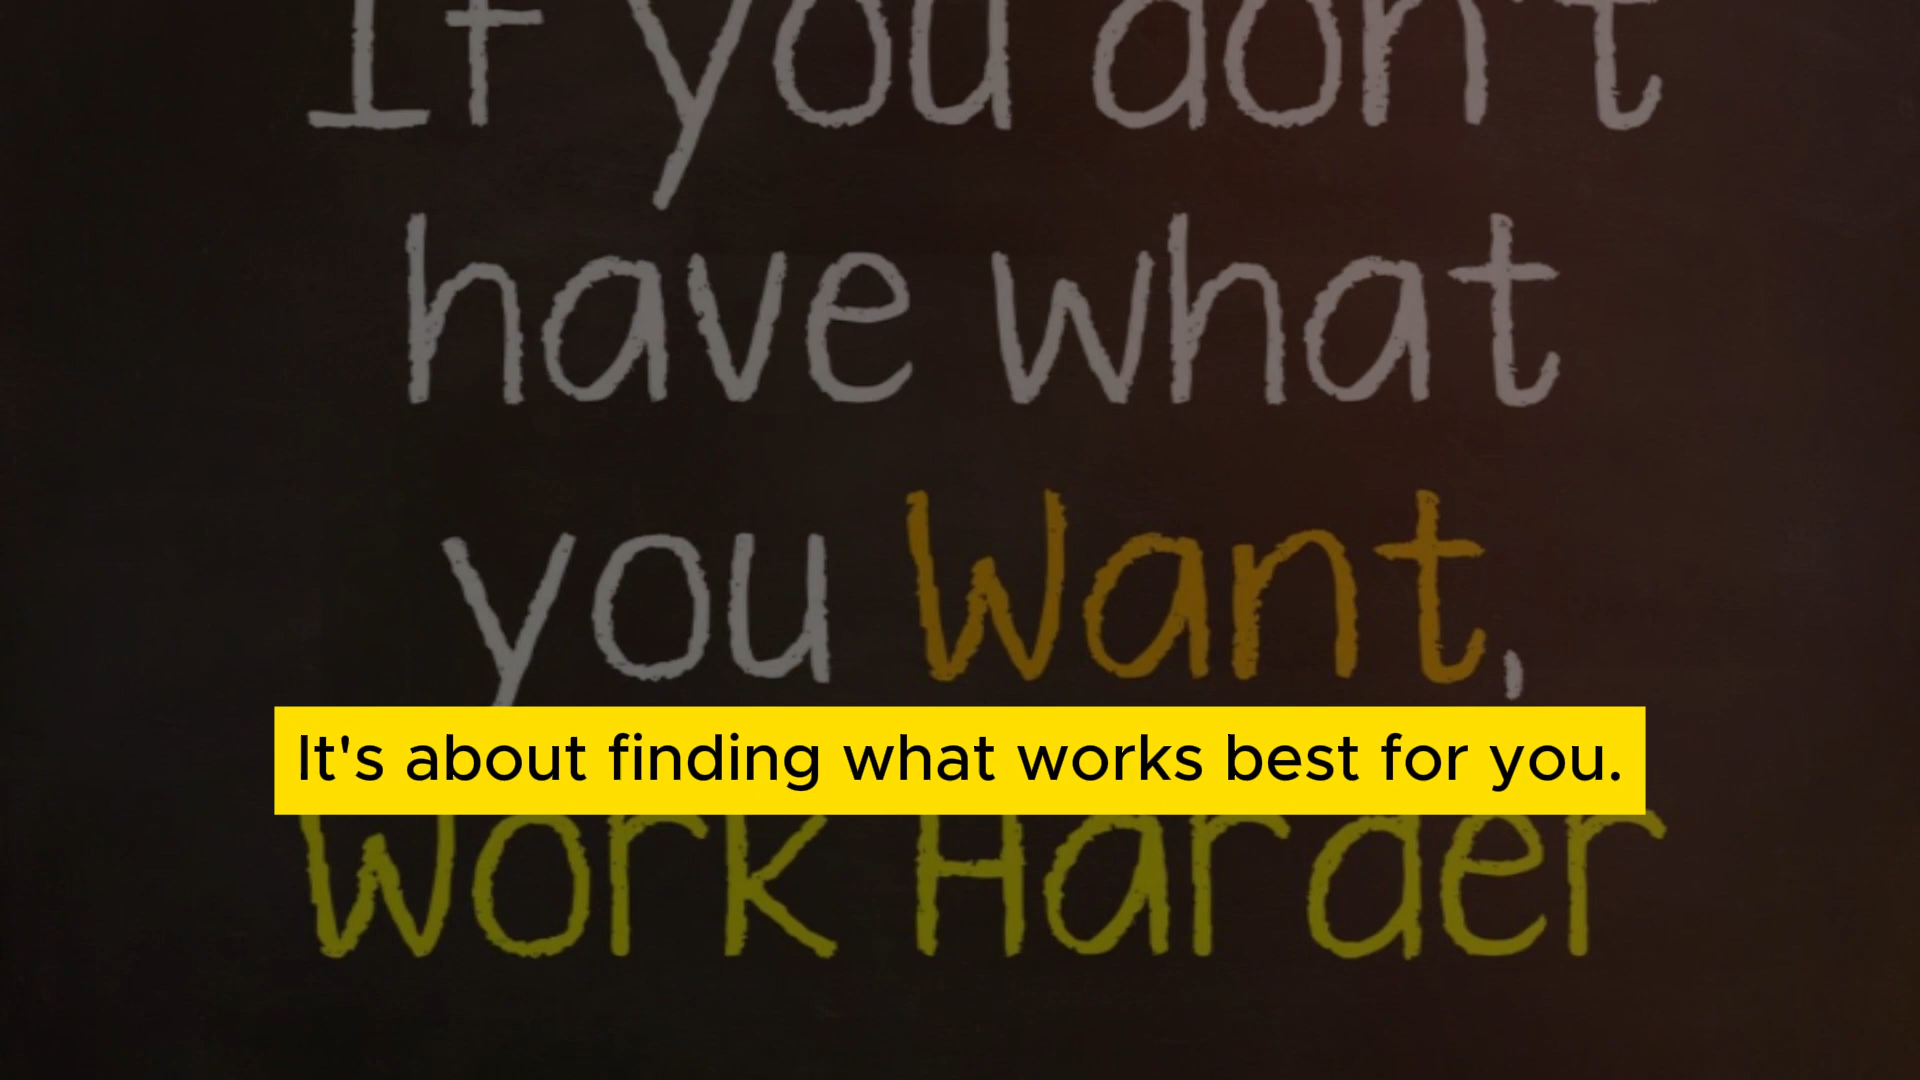 If you don't
have what
you Want,
It's about finding what works best for you.
Work Harder